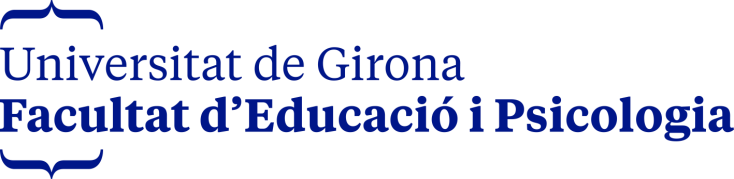 Universitat de Girona
Facultat d’Educació i Psicologia